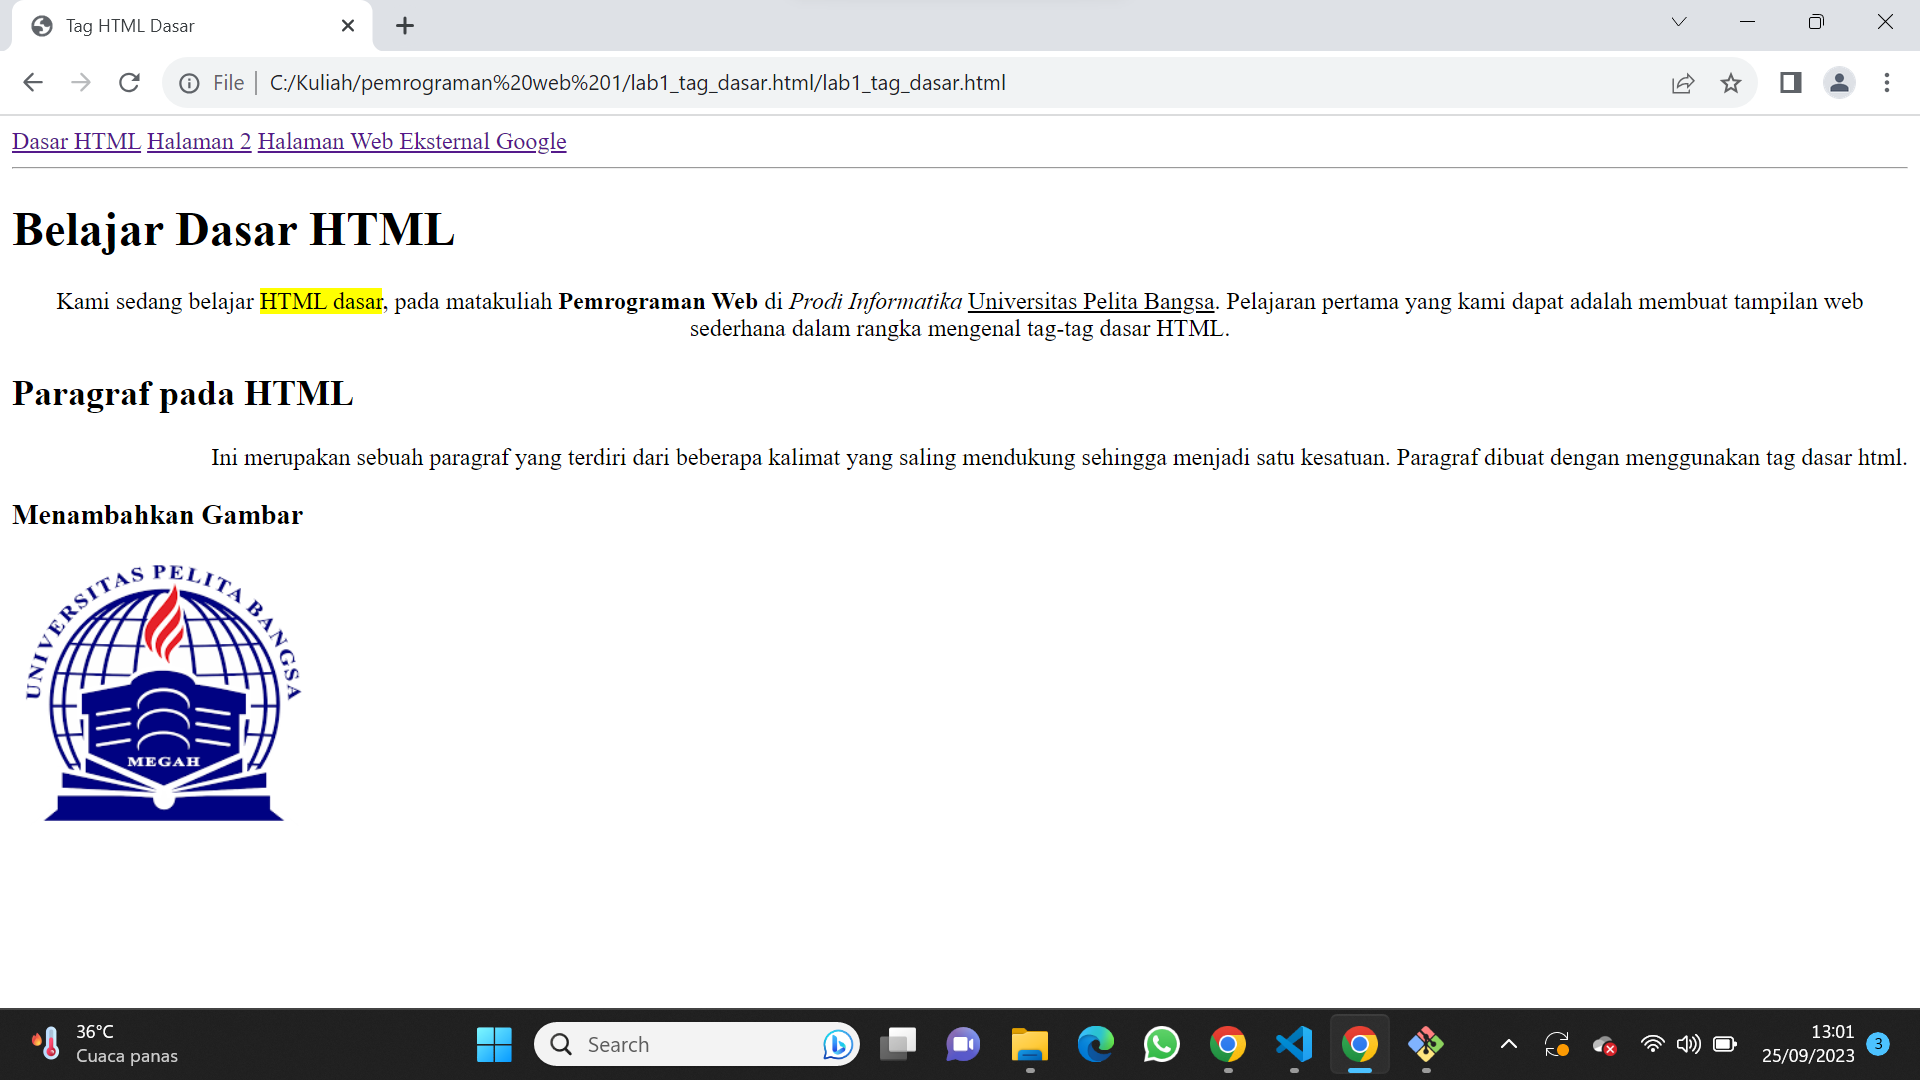 Tag HTML Dasar
File | C:/Kuliah/pemrograman%20web%201/lab1_tag_dasar.html/lab1_tag_dasar.html
Dasar HTML Halaman 2 Halaman Web Eksternal Google
Belajar Dasar HTML
Kami sedang belajar HTML dasar, pada matakuliah Pemrograman Web di Prodi Informatika Universitas Pelita Bangsa. Pelajaran pertama yang kami dapat adalah membuat tampilan web
sederhana dalam rangka mengenal tag-tag dasar HTML.
Paragraf pada HTML
Ini merupakan sebuah paragraf yang terdiri dari beberapa kalimat yang saling mendukung sehingga menjadi satu kesatuan. Paragraf dibuat dengan menggunakan tag dasar html.
Menambahkan Gambar
UNIVERSITAS PELITA BANGSA
MEGAH
36°C
Cuaca panas
Search
13:01
25/09/2023
3